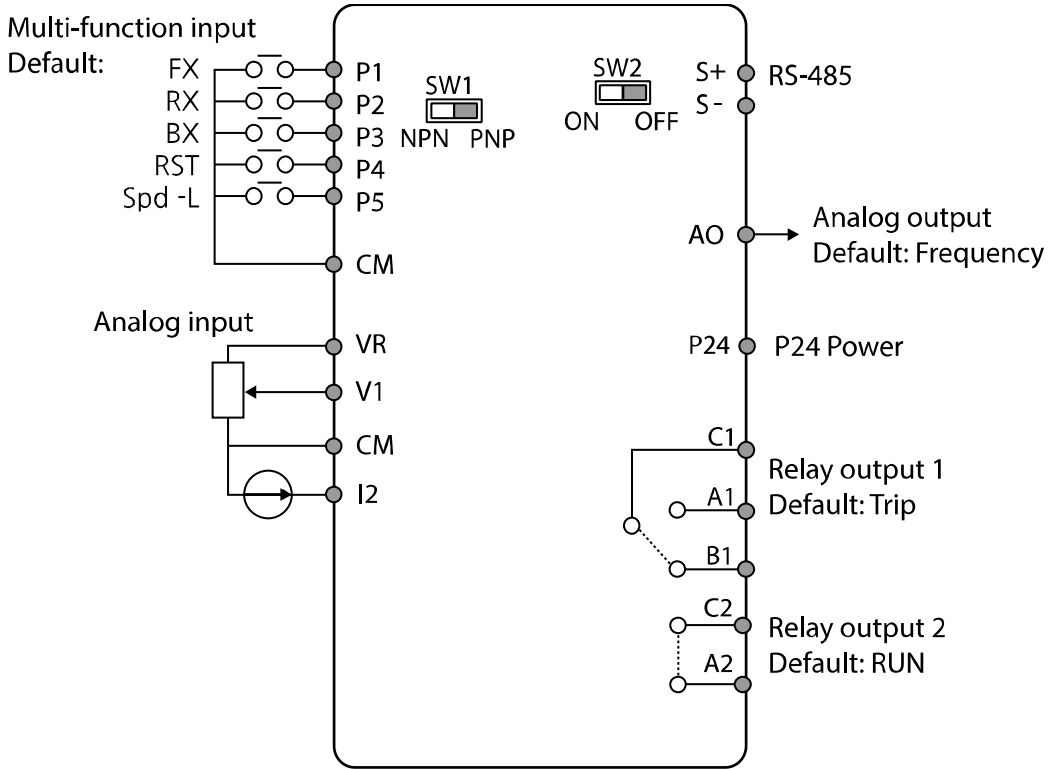 Multi-function input
Default:
FX
RX
BX
RST
Spd -L
P1
P2
P3
P4
P5
CM
SW1
NPN PNP
SW2
ON OFF
S+
S-
RS-485
AO
Analog output
Default: Frequency
Analog input
VR
V1
CM
I2
P24
P24 Power
C1
A1
B1
Relay output 1
Default: Trip
C2
A2
Relay output 2
Default: RUN